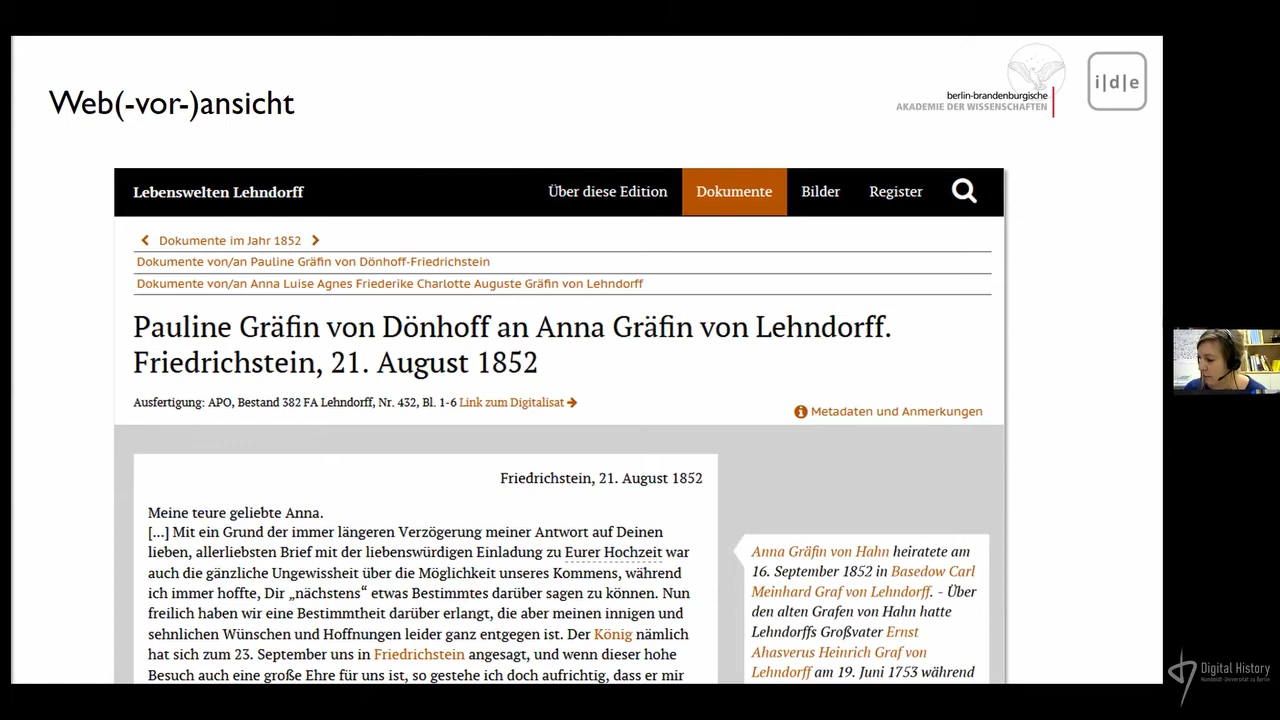 Web(-vor-)ansicht
berlin-brandenburgische
AKADEMIE DER WISSENSCHAFTEN
i|d|e
Lebenswelten Lehndorff
Über diese Edition
Dokumente
Bilder
Register
Dokumente im Jahr 1852
Dokumente von/an Pauline Gräfin von Dönhoff-Friedrichstein
Dokumente von/an Anna Luise Agnes Friederike Charlotte Auguste Gräfin von Lehndorff
Pauline Gräfin von Dönhoff an Anna Gräfin von Lehndorff.
Friedrichstein, 21. August 1852
Ausfertigung: APO, Bestand 382 FA Lehndorff, Nr. 432, Bl. 1-6 Link zum Digitalisat
Metadaten und Anmerkungen
Friedrichstein, 21. August 1852
Meine teure geliebte Anna.
[...] Mit ein Grund der immer längeren Verzögerung meiner Antwort auf Deinen
lieben, allerliebsten Brief mit der liebenswürdigen Einladung zu Eurer Hochzeit war
auch die gänzliche Ungewissheit über die Möglichkeit unseres Kommens, während
ich immer hoffte, Dir „nächstens“ etwas Bestimmtes darüber sagen zu können. Nun
freilich haben wir eine Bestimmtheit darüber erlangt, die aber meinen innigen und
sehnlichen Wünschen und Hoffnungen leider ganz entgegen ist. Der König nämlich
hat sich zum 23. September uns in Friedrichstein angesagt, und wenn dieser hohe
Besuch auch eine große Ehre für uns ist, so gestehe ich doch aufrichtig, dass er mir
Anna Gräfin von Hahn heiratete am
16. September 1852 in Basedow Carl
Meinhard Graf von Lehndorff. - Über
den alten Grafen von Hahn hatte
Lehndorffs Großvater Ernst
Ahasverus Heinrich Graf von
Lehndorff am 19. Juni 1753 während
Digital History
Humboldt-Universität zu Berlin